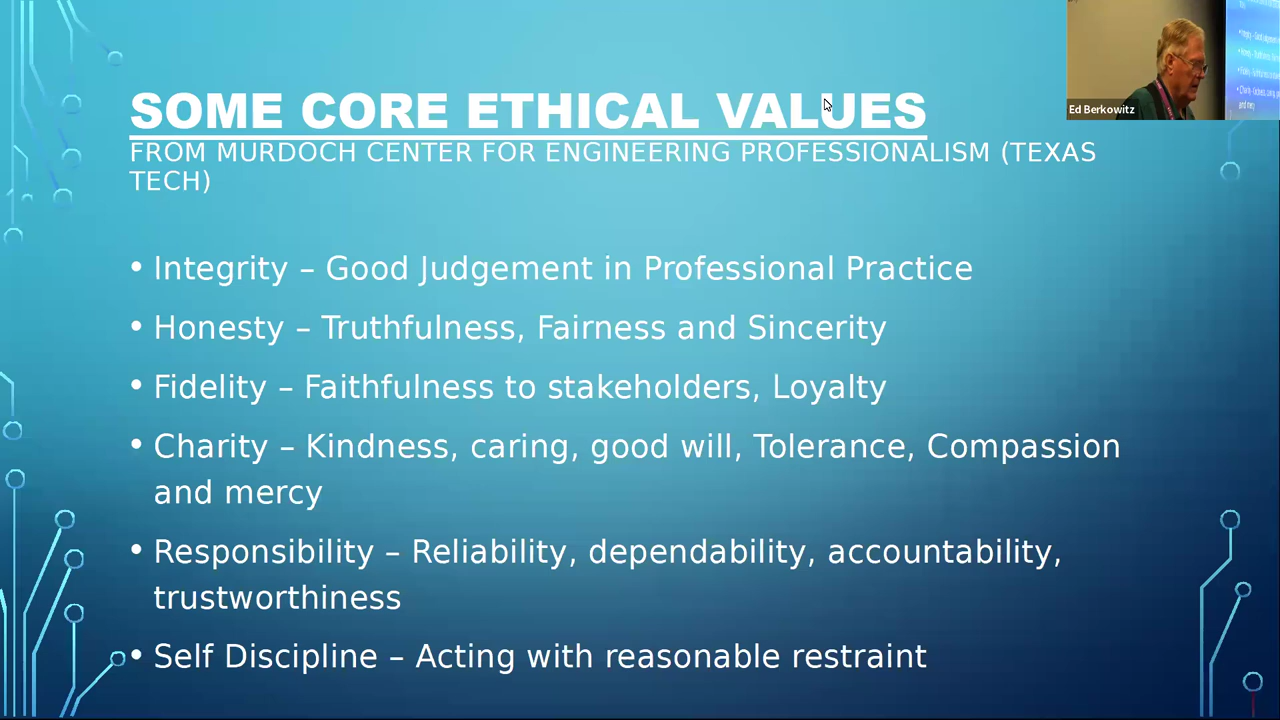 SOME CORE ETHICAL VALUES
FROM MURDOCH CENTER FOR ENGINEERING PROFESSIONALISM (TEXAS
TECH)
• Integrity – Good Judgement in Professional Practice
• Honesty – Truthfulness, Fairness and Sincerity
• Fidelity – Faithfulness to stakeholders, Loyalty
• Charity – Kindness, caring, good will, Tolerance, Compassion
and mercy
• Responsibility – Reliability, dependability, accountability,
trustworthiness
• Self Discipline – Acting with reasonable restraint
Ed Berkowitz